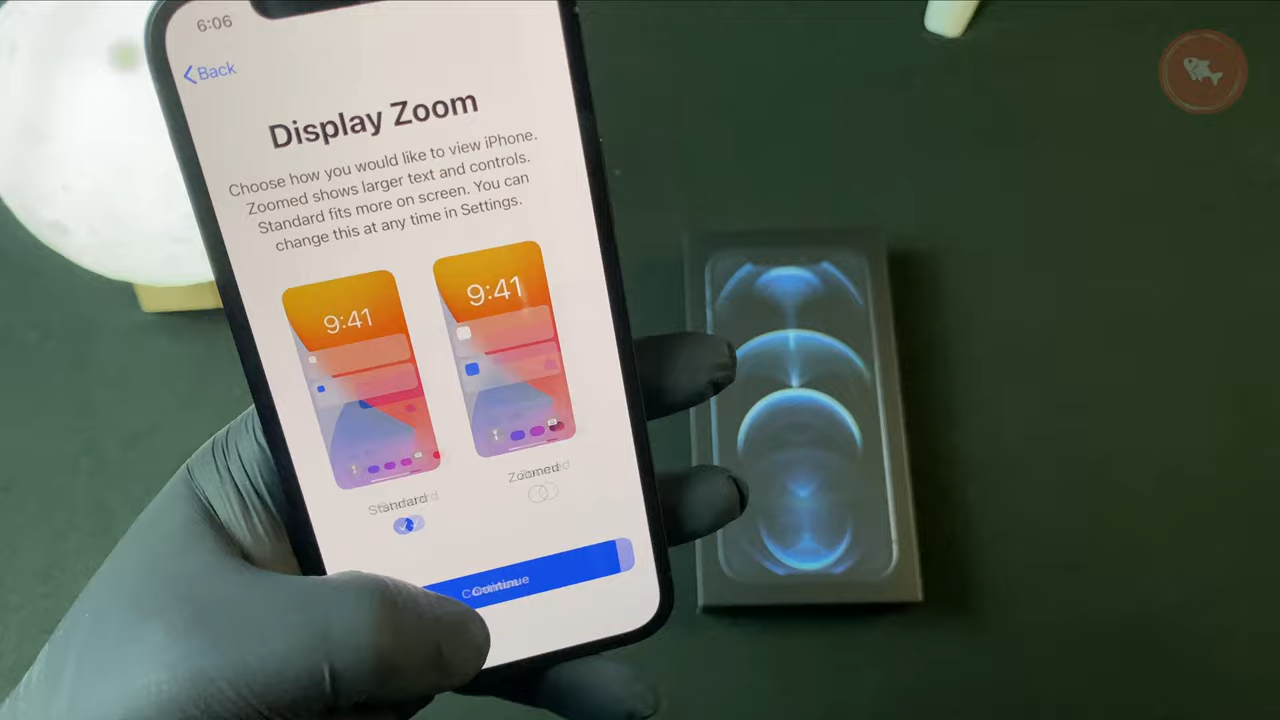 6:06
Back
Display Zoom
Choose how you would like to view iPhone.
Zoomed shows larger text and controls.
Standard fits more on screen. You can
change this at any time in Settings.
9:41
9:41
Standard
Zoomed
Continue